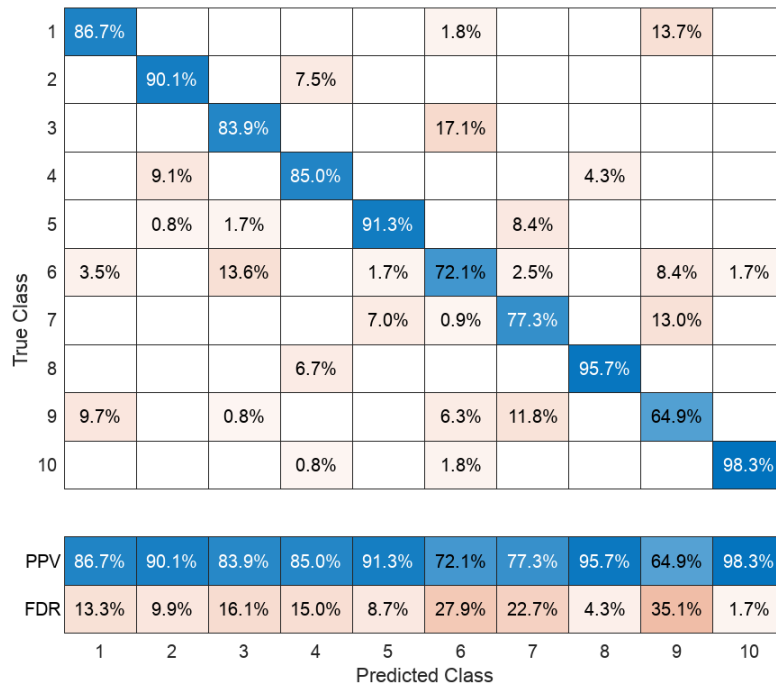 1 86.7% 1.8% 13.7%
2 90.1% 7.5%
3 83.9% 17.1%
4 9.1% 85.0% 4.3%
5 0.8% 1.7% 91.3% 8.4%
6 3.5% 13.6% 1.7% 72.1% 2.5% 8.4% 1.7%
7 7.0% 0.9% 77.3% 13.0%
8 6.7% 95.7%
9 9.7% 0.8% 6.3% 11.8% 64.9%
10 0.8% 1.8% 98.3%
True Class
PPV 86.7% 90.1% 83.9% 85.0% 91.3% 72.1% 77.3% 95.7% 64.9% 98.3%
FDR 13.3% 9.9% 16.1% 15.0% 8.7% 27.9% 22.7% 4.3% 35.1% 1.7%
1 2 3 4 5 6 7 8 9 10
Predicted Class